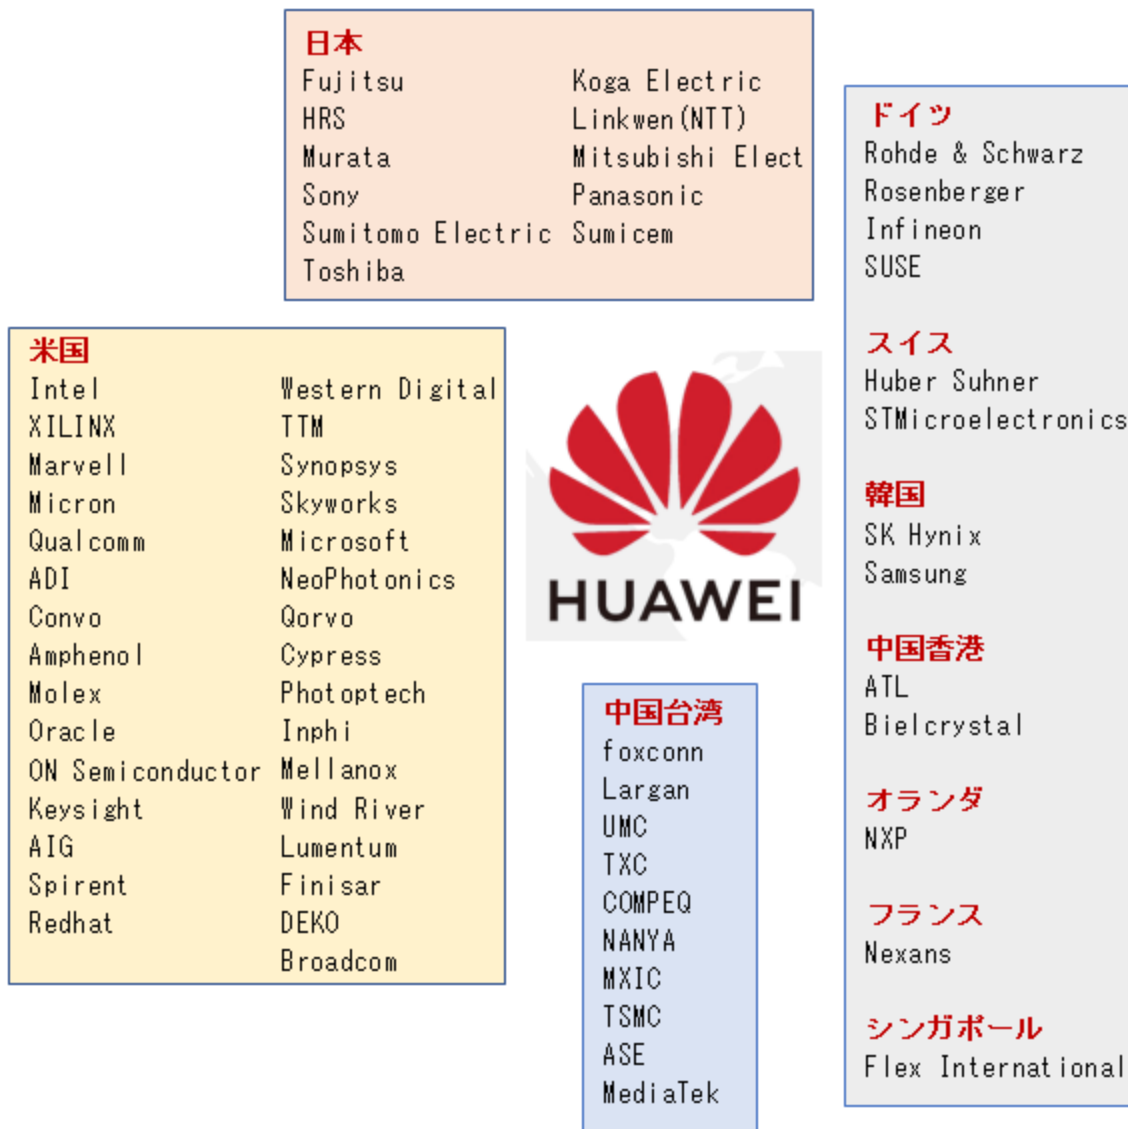 日本
Fujitsu
HRS
Murata
Sony
Sumitomo Electric
Toshiba
Koga Electric
Linkwen(NTT)
Mitsubishi Elect
Panasonic
Sumicem
米国
Intel
XILINX
Marvell
Micron
Qualcomm
ADI
Convo
Amphenol
Molex
Oracle
ON Semiconductor
Keysight
AIG
Spirent
Redhat
Western Digital
TTM
Synopsys
Skyworks
Microsoft
NeoPhotonics
Qorvo
Cypress
Photoptech
Inphi
Mellanox
Wind River
Lumentum
Finisar
DEKO
Broadcom
HUAWEI
中国台湾
foxconn
Largan
UMC
TXC
COMPEQ
NANYA
MXIC
TSMC
ASE
MediaTek
ドイツ
Rohde & Schwarz
Rosenberger
Infineon
SUSE
スイス
Huber Suhner
STMicroelectronics
韓国
SK Hynix
Samsung
中国香港
ATL
Bielcrystal
オランダ
NXP
フランス
Nexans
シンガポール
Flex International